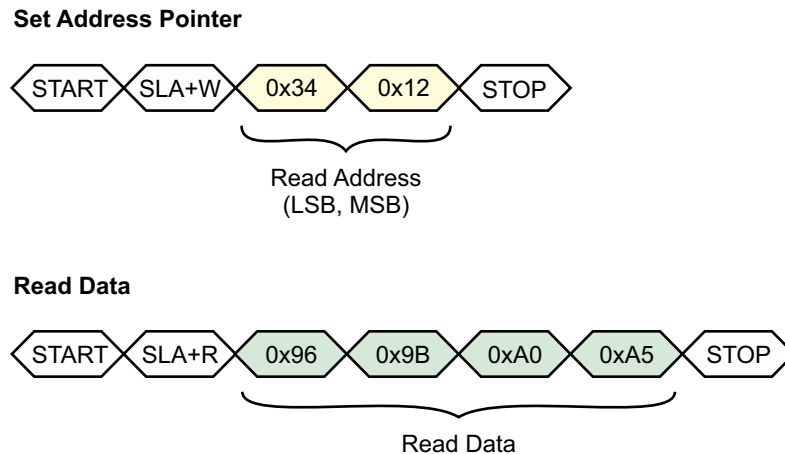 Set Address Pointer
START SLA+W 0x34 0x12 STOP
Read Address
(LSB, MSB)
Read Data
START SLA+R 0x96 0x9B 0xA0 0xA5 STOP
Read Data